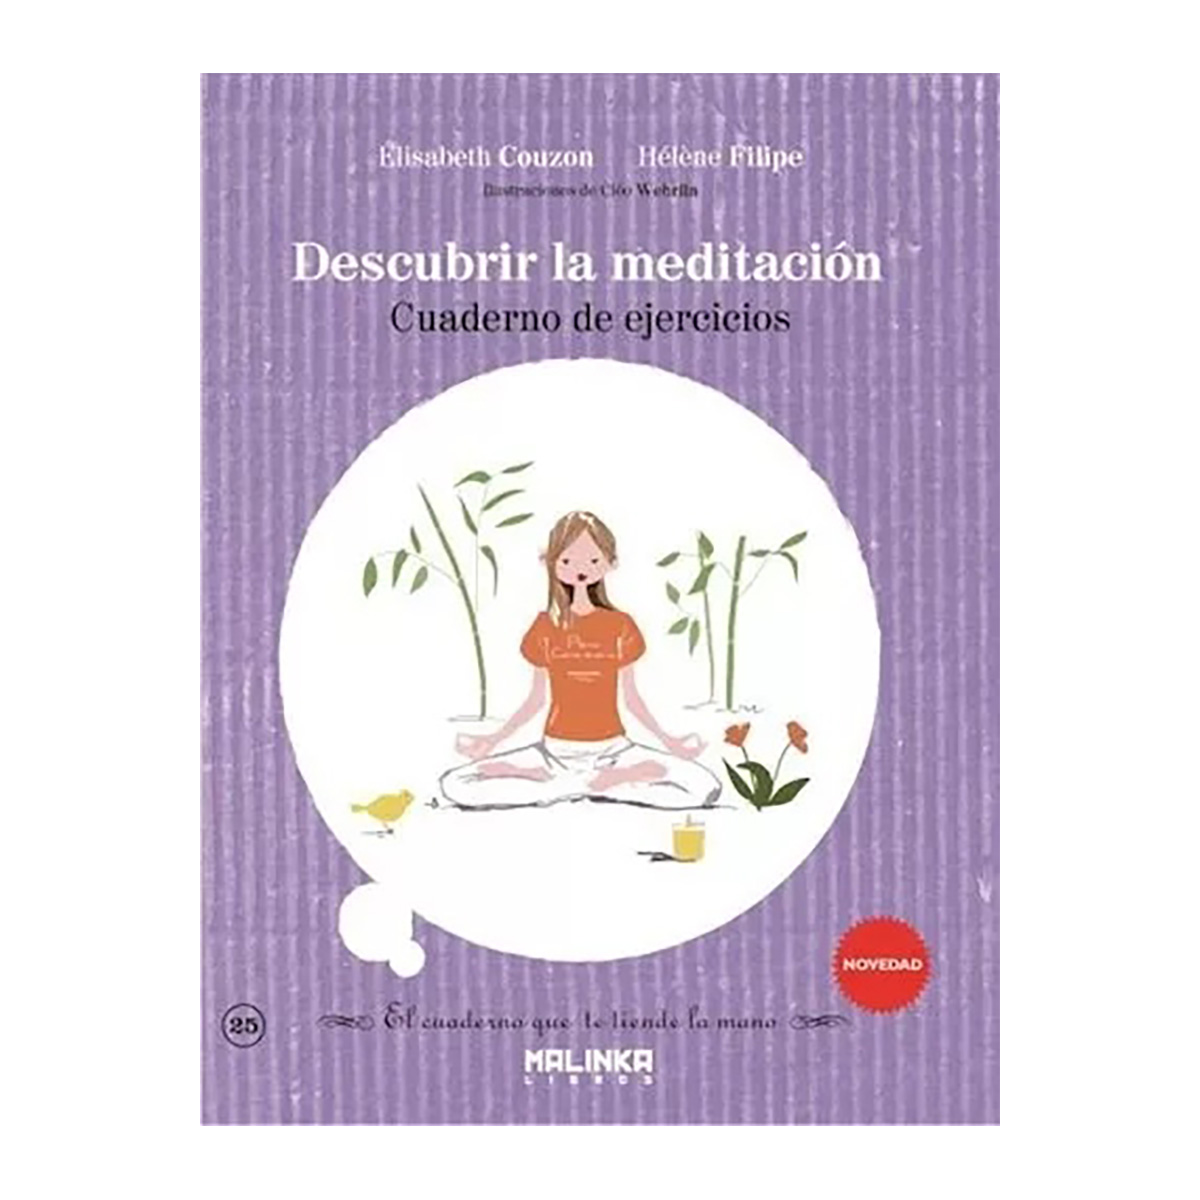 Élisabeth Couzon Hélène Filipe
Ilustraciones de Cléo Wehrlin
Descubrir la meditación
Cuaderno de ejercicios
NOVEDAD
25
El cuaderno que te tiende la mano
MALINKA
LIBROS